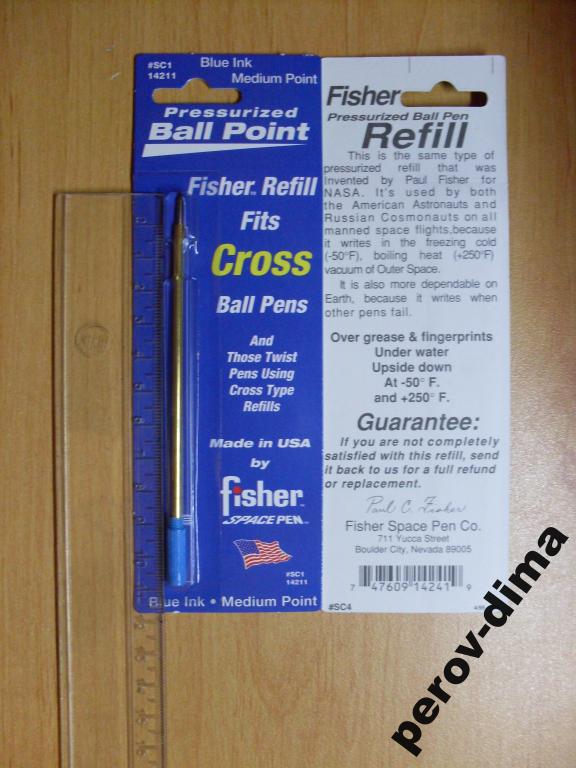 #SC1
14211
Blue Ink
Medium Point
Pressurized
Ball Point
Fisher™ Refill
Fits
Cross
Ball Pens
And
Those Twist
Pens Using
Cross Type
Refills
Made in USA
by
fisher™
SPACE PEN™
#SC1
14211
Blue Ink • Medium Point
Fisher
Pressurized Ball Pen
Refill
This is the same type of
pressurized refill that was
Invented by Paul Fisher for
NASA. It's used by both
the American Astronauts and
Russian Cosmonauts on all
manned space flights,because
it writes in the freezing cold
(-50°F), boiling heat (+250°F)
vacuum of Outer Space.
It is also more dependable on
Earth, because it writes when
other pens fail.
Over grease & fingerprints
Under water
Upside down
At -50° F.
and +250° F.
Guarantee:
If you are not completely
satisfied with this refill, send
it back to us for a full refund
or replacement.
Paul C. Fisher
Fisher Space Pen Co.
711 Yucca Street
Boulder City, Nevada 89005
7 47609 14241 9
#SC4
perov-dima